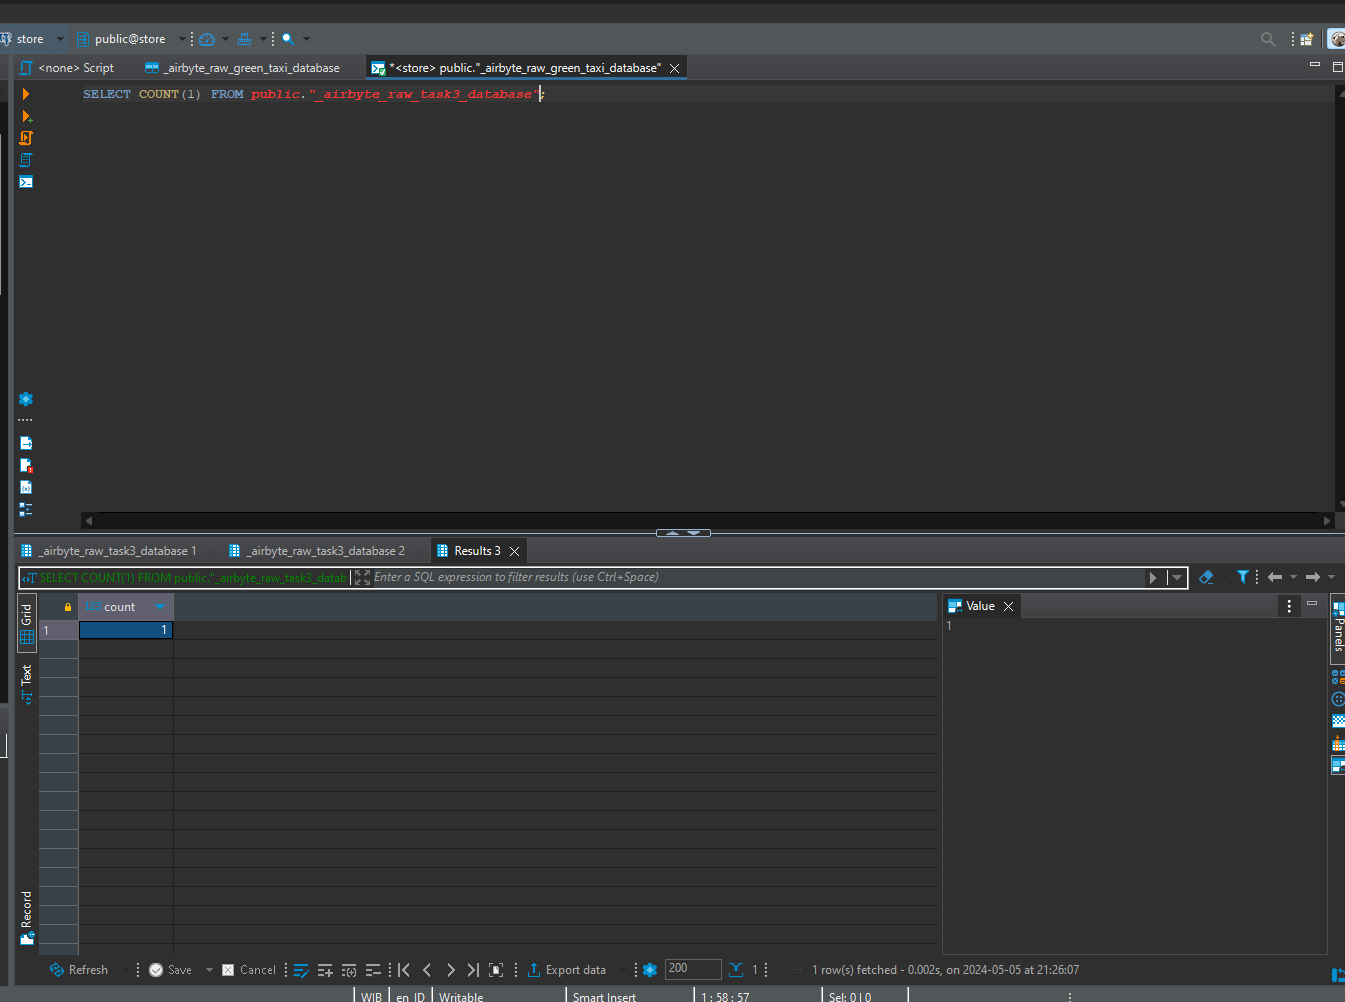 store public@store
<none> Script _airbyte_raw_green_taxi_database *<store> public."_airbyte_raw_green_taxi_database"
SELECT COUNT(1) FROM public."_airbyte_raw_task3_database";
_airbyte_raw_task3_database 1 _airbyte_raw_task3_database 2 Results 3
SELECT COUNT(1) FROM public."_airbyte_raw_task3_datab Enter a SQL expression to filter results (use Ctrl+Space)
Grid
123 count
1 1
Text
Record
Value
1
Panels
Refresh Save Cancel Export data 200 1 1 row(s) fetched - 0.002s, on 2024-05-05 at 21:26:07
WIB en_ID Writable Smart Insert 1 : 58 : 57 Sel: 0 | 0